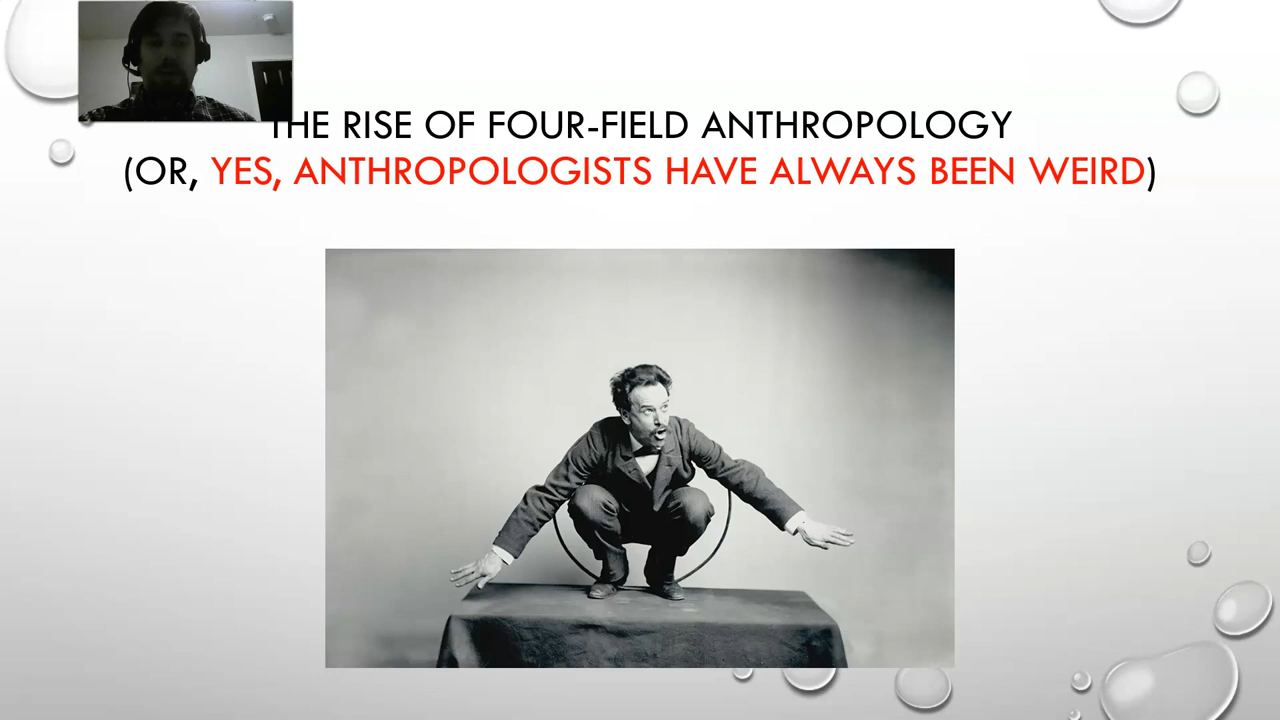 THE RISE OF FOUR-FIELD ANTHROPOLOGY
(OR, YES, ANTHROPOLOGISTS HAVE ALWAYS BEEN WEIRD)